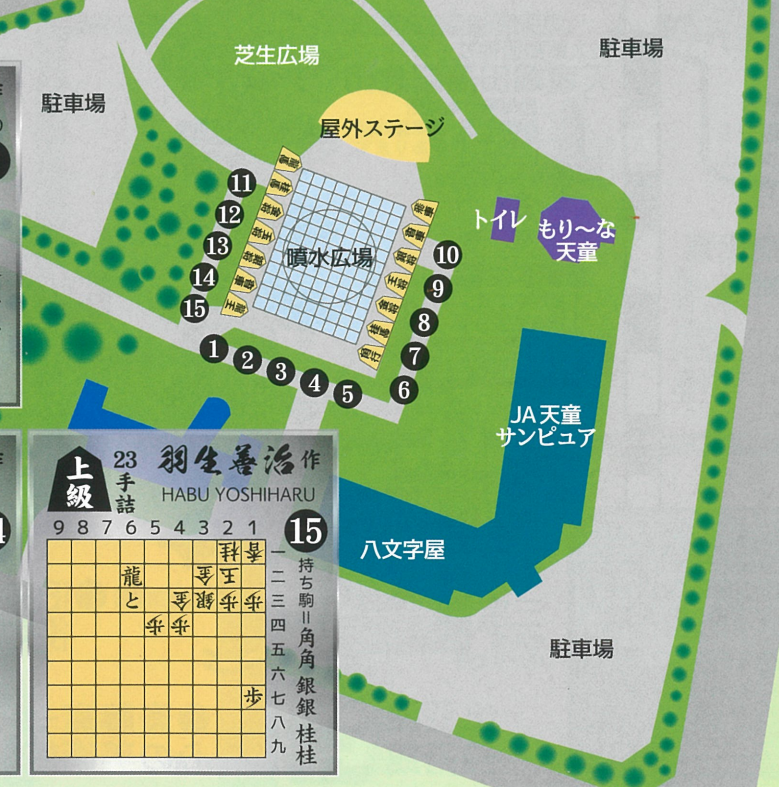 芝生広場
駐車場
駐車場
屋外ステージ
噴水広場
トイレ
もり～な
天童
11
12
13
14
15
10
9
8
7
6
1
2
3
4
5
JA天童
サンピュア
八文字屋
駐車場
上級
23手詰
羽生善治作
HABU YOSHIHARU
15
9 8 7 6 5 4 3 2 1
一
二
三
四
五
六
七
八
九
持ち駒＝角角銀銀桂桂
桂香
龍金玉
と金銀歩歩
歩歩
歩